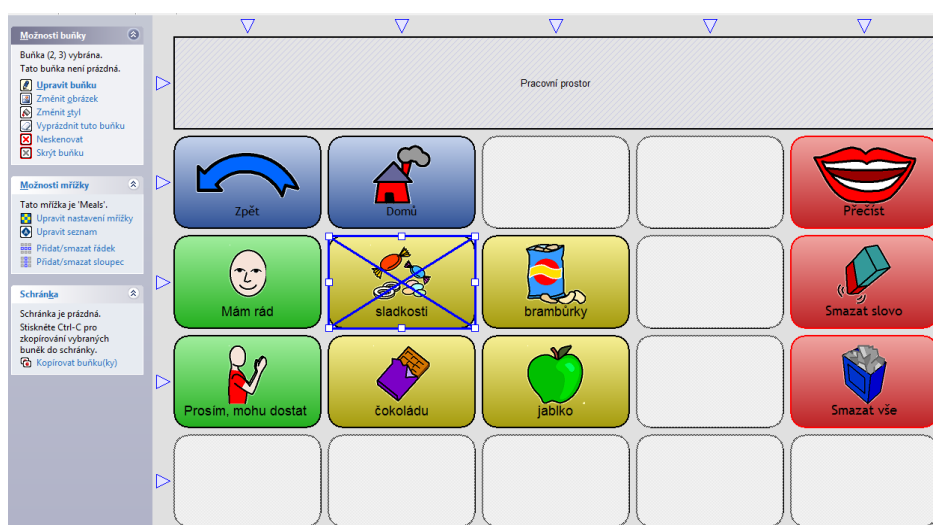 Možnosti buňky
Buňka (2, 3) vybrána.
Tato buňka není prázdná.
Upravit buňku
Změnit obrázek
Změnit styl
Vyprázdnit tuto buňku
Neskenovat
Skrýt buňku
Možnosti mřížky
Tato mřížka je 'Meals'.
Upravit nastavení mřížky
Upravit seznam
Přidat/smazat řádek
Přidat/smazat sloupec
Schránka
Schránka je prázdná.
Stiskněte Ctrl-C pro
zkopírování vybraných
buněk do schránky.
Kopírovat buňku(ky)
Pracovní prostor
Zpět
Domů
Přečíst
Mám rád
sladkosti
brambůrky
Smazat slovo
Prosím, mohu dostat
čokoládu
jablko
Smazat vše